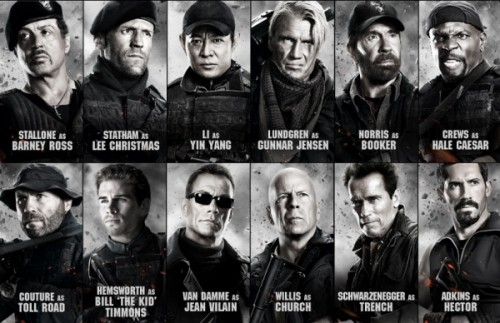 STALLONE AS
BARNEY ROSS
STATHAM AS
LEE CHRISTMAS
LI AS
YIN YANG
LUNDGREN AS
GUNNAR JENSEN
NORRIS AS
BOOKER
CREWS AS
HALE CAESAR
COUTURE AS
TOLL ROAD
HEMSWORTH AS
BILL 'THE KID'
TIMMONS
VAN DAMME AS
JEAN VILAIN
WILLIS AS
CHURCH
SCHWARZENEGGER AS
TRENCH
ADKINS AS
HECTOR